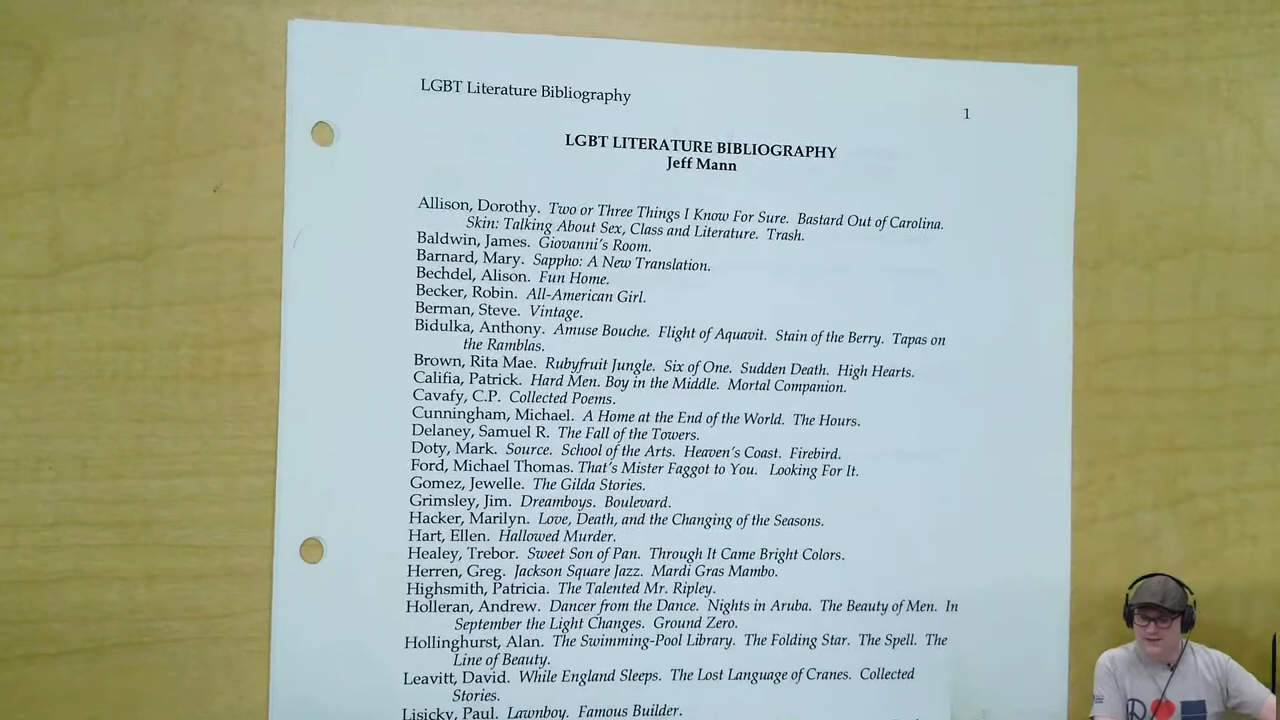 LGBT Literature Bibliography
1
LGBT LITERATURE BIBLIOGRAPHY
Jeff Mann
Allison, Dorothy. Two or Three Things I Know For Sure. Bastard Out of Carolina.
Skin: Talking About Sex, Class and Literature. Trash.
Baldwin, James. Giovanni's Room.
Barnard, Mary. Sappho: A New Translation.
Bechdel, Alison. Fun Home.
Becker, Robin. All-American Girl.
Berman, Steve. Vintage.
Bidulka, Anthony. Amuse Bouche. Flight of Aquavit. Stain of the Berry. Tapas on
the Ramblas.
Brown, Rita Mae. Rubyfruit Jungle. Six of One. Sudden Death. High Hearts.
Califia, Patrick. Hard Men. Boy in the Middle. Mortal Companion.
Cavafy, C.P. Collected Poems.
Cunningham, Michael. A Home at the End of the World. The Hours.
Delaney, Samuel R. The Fall of the Towers.
Doty, Mark. Source. School of the Arts. Heaven's Coast. Firebird.
Ford, Michael Thomas. That's Mister Faggot to You. Looking For It.
Gomez, Jewelle. The Gilda Stories.
Grimsley, Jim. Dreamboys. Boulevard.
Hacker, Marilyn. Love, Death, and the Changing of the Seasons.
Hart, Ellen. Hallowed Murder.
Healey, Trebor. Sweet Son of Pan. Through It Came Bright Colors.
Herren, Greg. Jackson Square Jazz. Mardi Gras Mambo.
Highsmith, Patricia. The Talented Mr. Ripley.
Holleran, Andrew. Dancer from the Dance. Nights in Aruba. The Beauty of Men. In
September the Light Changes. Ground Zero.
Hollinghurst, Alan. The Swimming-Pool Library. The Folding Star. The Spell. The
Line of Beauty.
Leavitt, David. While England Sleeps. The Lost Language of Cranes. Collected
Stories.
Lisicky, Paul. Lawnboy. Famous Builder.